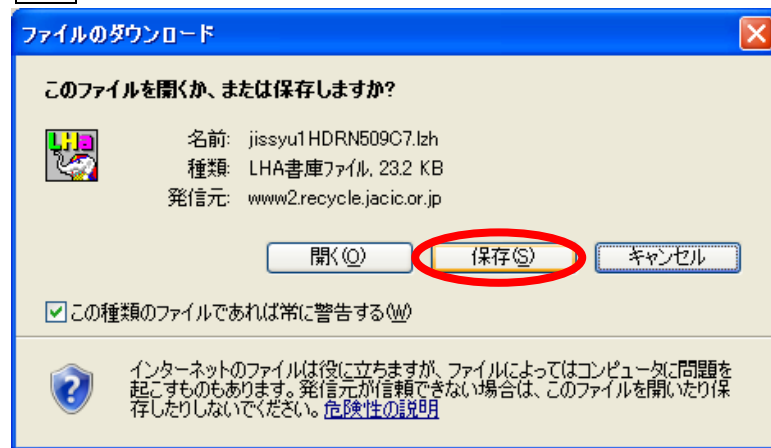 ファイルのダウンロード
このファイルを開くか、または保存しますか?
LHa
名前: jissyu1HDRN509C7.lzh
種類: LHA書庫ファイル, 23.2 KB
発信元: www2.recycle.jacic.or.jp
開く(O) 保存(S) キャンセル
この種類のファイルであれば常に警告する(W)
インターネットのファイルは役に立ちますが、ファイルによってはコンピュータに問題を
起こすものもあります。発信元が信頼できない場合は、このファイルを開いたり保
存したりしないでください。危険性の説明